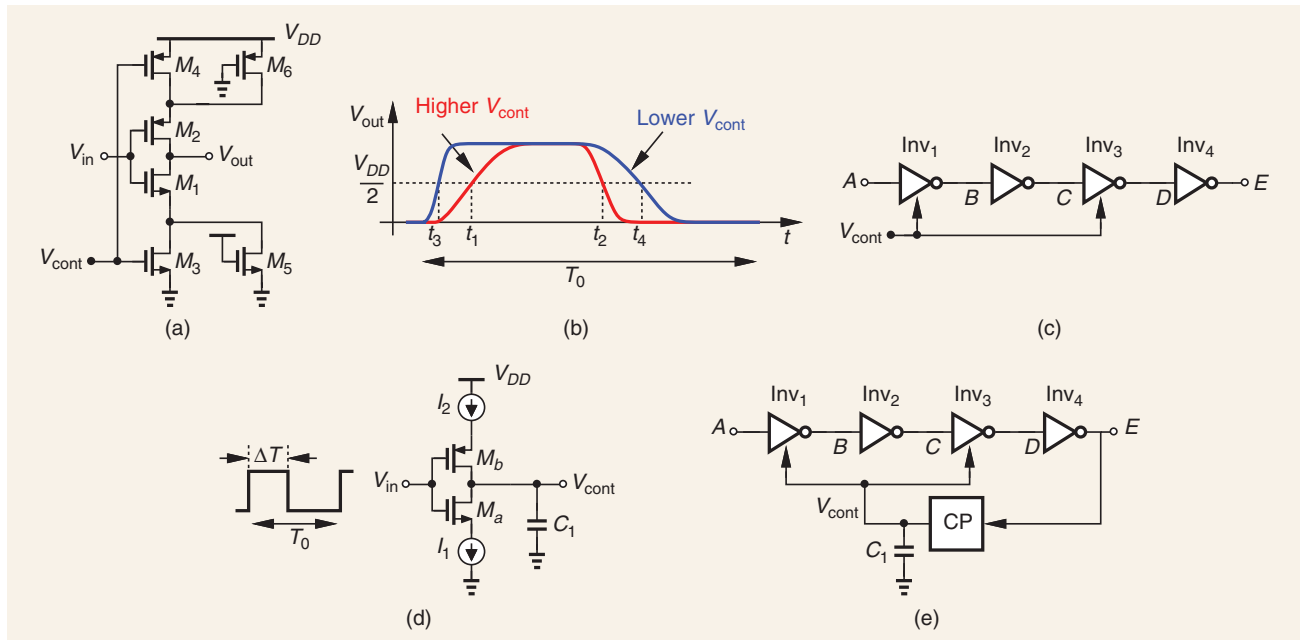 V_DD
M_4
M_6
M_2
V_in
V_out
M_1
V_cont
M_3
M_5
(a)
V_out
Higher V_cont
Lower V_cont
V_DD
2
t_3
t_1
t_2
t_4
t
T_0
(b)
Inv_1
Inv_2
Inv_3
Inv_4
A
B
C
D
E
V_cont
(c)
V_DD
I_2
ΔT
M_b
V_in
V_cont
M_a
C_1
T_0
I_1
(d)
Inv_1
Inv_2
Inv_3
Inv_4
A
B
C
D
E
V_cont
CP
C_1
(e)